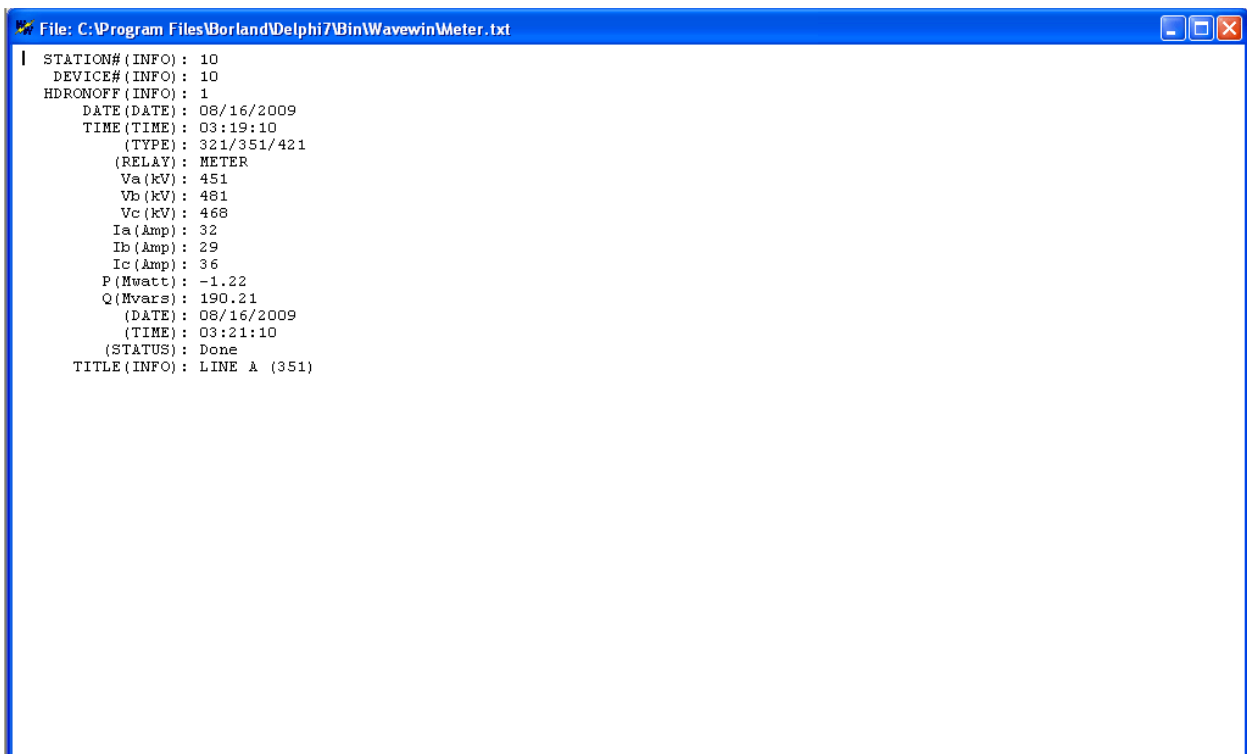 File: C:\Program Files\Borland\Delphi7\Bin\Wavewin\Meter.txt
STATION#(INFO): 10
DEVICE#(INFO): 10
HDRONOFF(INFO): 1
DATE(DATE): 08/16/2009
TIME(TIME): 03:19:10
(TYPE): 321/351/421
(RELAY): METER
Va(kV): 451
Vb(kV): 481
Vc(kV): 468
Ia(Amp): 32
Ib(Amp): 29
Ic(Amp): 36
P(Mwatt): -1.22
Q(Mvars): 190.21
(DATE): 08/16/2009
(TIME): 03:21:10
(STATUS): Done
TITLE(INFO): LINE A (351)